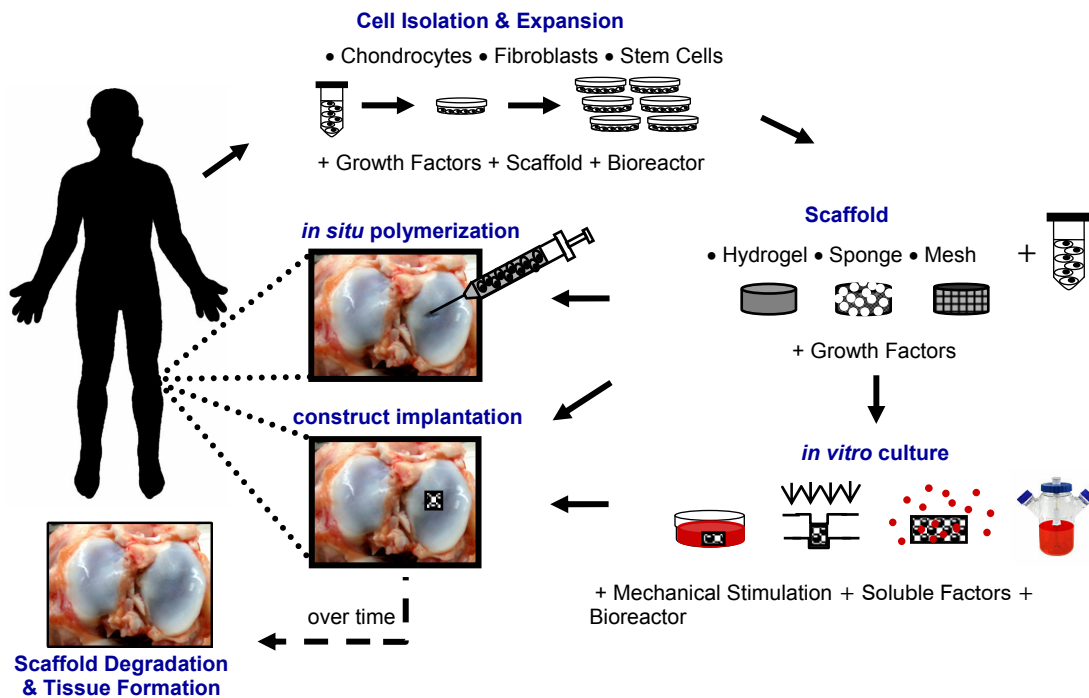 Cell Isolation & Expansion
• Chondrocytes • Fibroblasts • Stem Cells
+ Growth Factors + Scaffold + Bioreactor
in situ polymerization
Scaffold
• Hydrogel • Sponge • Mesh
+
+ Growth Factors
construct implantation
in vitro culture
+ Mechanical Stimulation + Soluble Factors +
Bioreactor
over time
Scaffold Degradation
& Tissue Formation